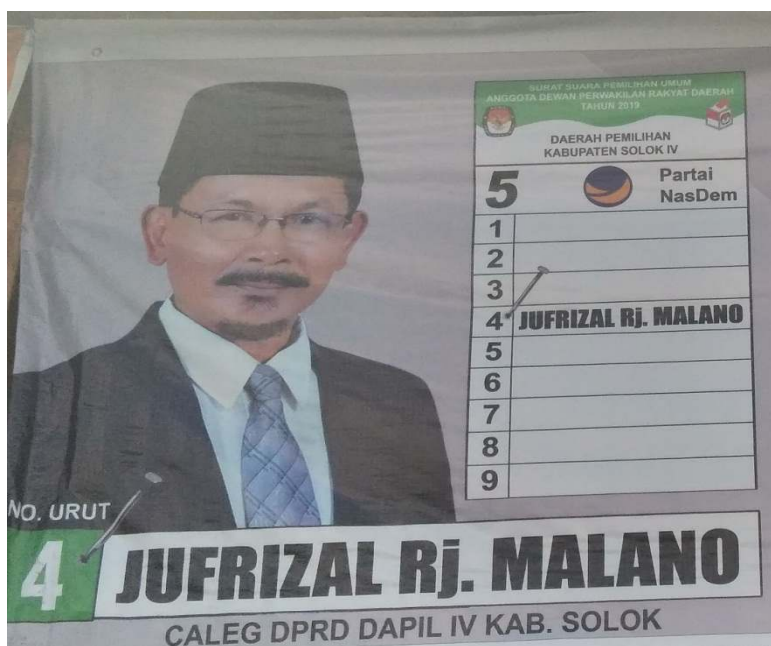 SURAT SUARA PEMILIHAN UMUM
ANGGOTA DEWAN PERWAKILAN RAKYAT DAERAH
TAHUN 2019
DAERAH PEMILIHAN
KABUPATEN SOLOK IV
5 Partai
NasDem
1
2
3
4 JUFRIZAL Rj. MALANO
5
6
7
8
9
NO. URUT
4 JUFRIZAL Rj. MALANO
CALEG DPRD DAPIL IV KAB. SOLOK